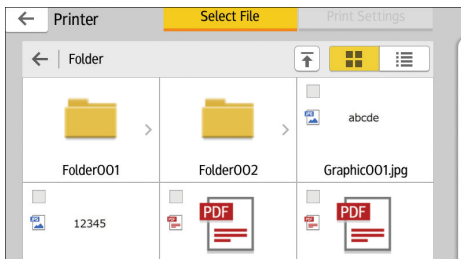 Printer
Select File
Print Settings
Folder
abcde
Folder001
Folder002
Graphic001.jpg
12345
PDF
PDF